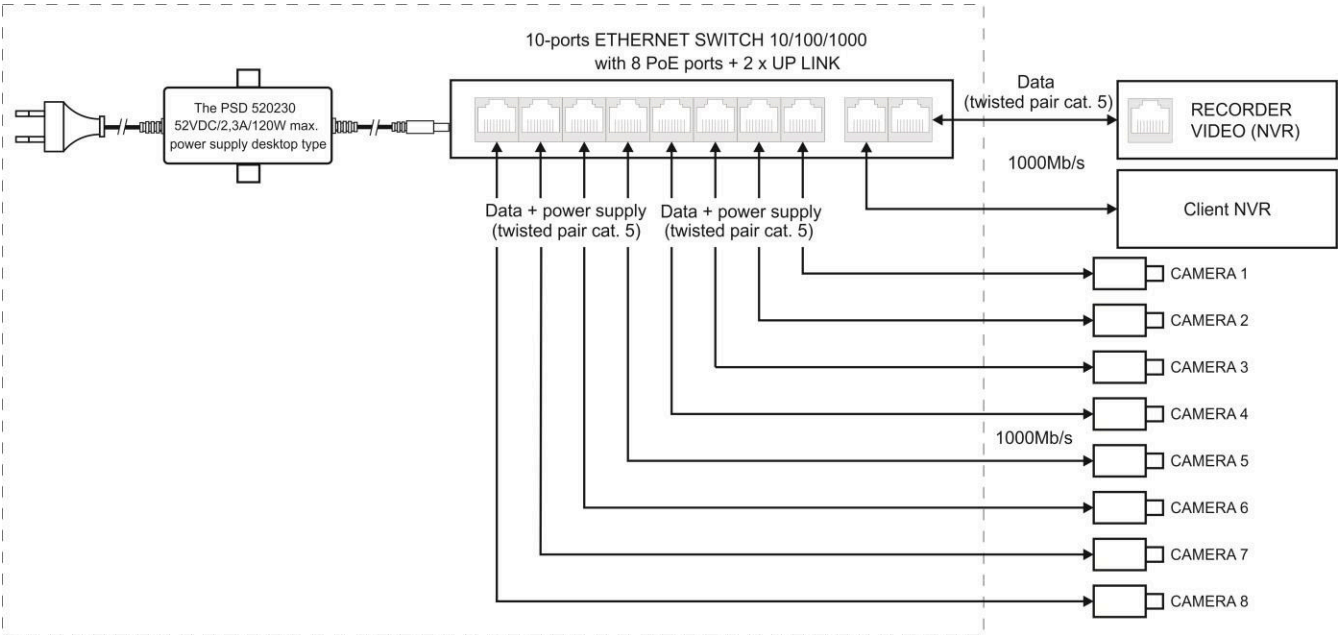 10-ports ETHERNET SWITCH 10/100/1000
with 8 PoE ports + 2 x UP LINK
The PSD 520230
52VDC/2,3A/120W max.
power supply desktop type
Data
(twisted pair cat. 5)
RECORDER
VIDEO (NVR)
1000Mb/s
Client NVR
Data + power supply
(twisted pair cat. 5)
Data + power supply
(twisted pair cat. 5)
CAMERA 1
CAMERA 2
CAMERA 3
CAMERA 4
1000Mb/s
CAMERA 5
CAMERA 6
CAMERA 7
CAMERA 8